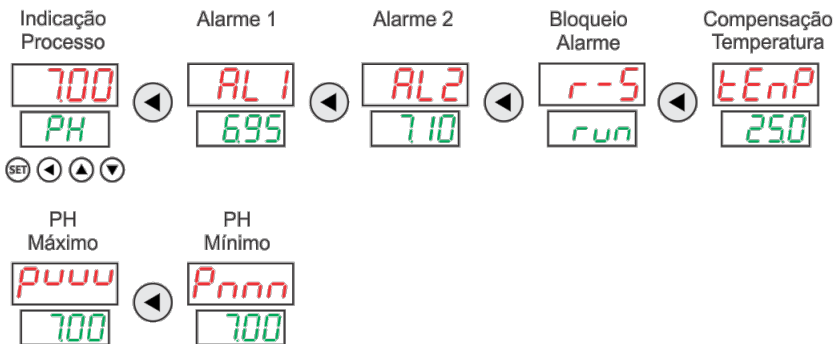 Indicação
Processo
Alarme 1
Alarme 2
Bloqueio
Alarme
Compensação
Temperatura
7.00
AL 1
AL2
r-S
tEnP
PH
6.95
7.10
run
25.0
SET
PH
Máximo
PH
Mínimo
Puuu
Pnnn
7.00
7.00